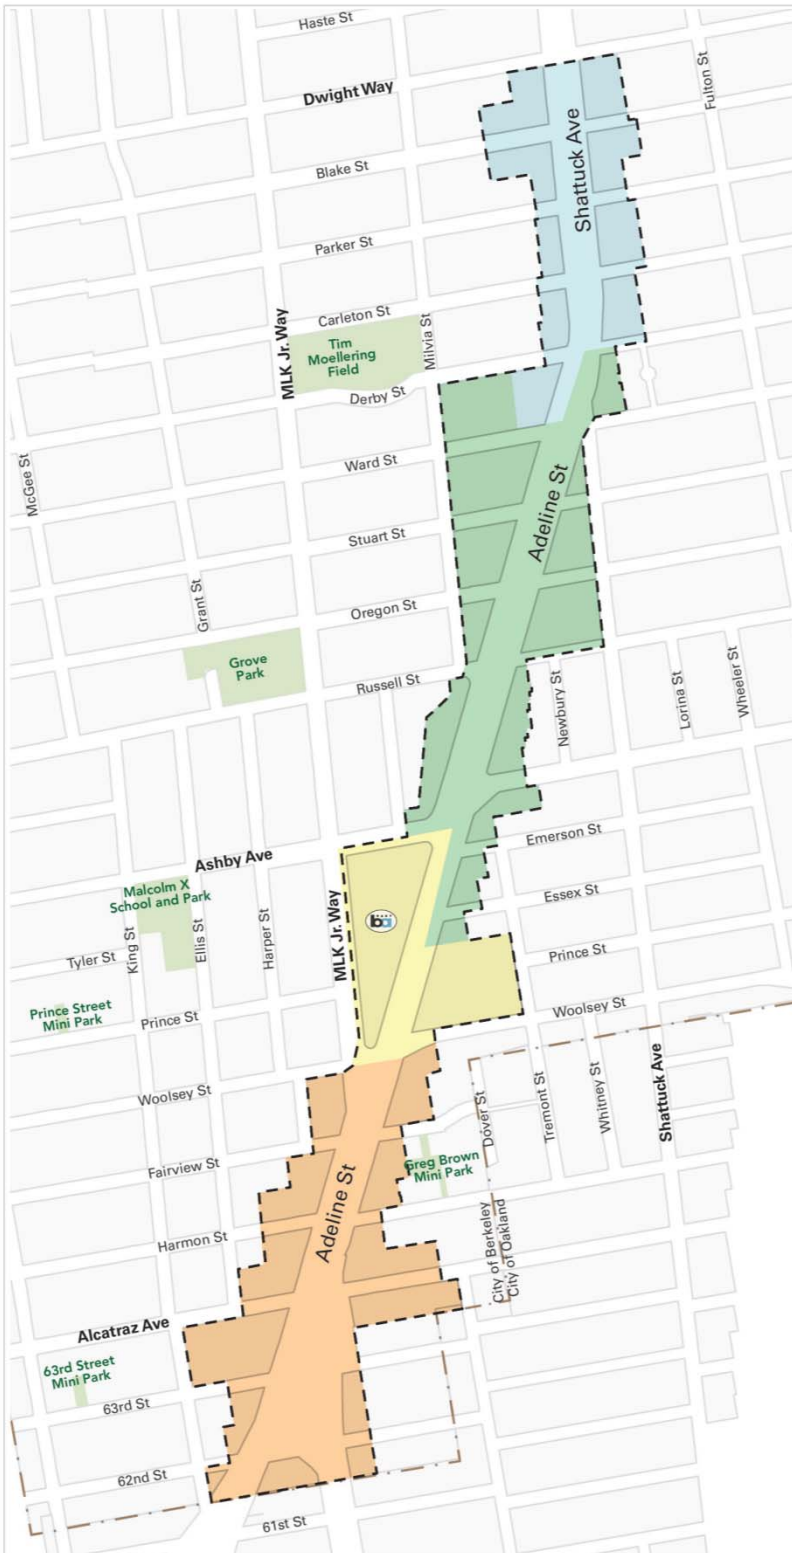 Haste St
Dwight Way
Fulton St
Shattuck Ave
Blake St
Parker St
Carleton St
MLK Jr. Way
Tim
Moellering
Field
Milvia St
Derby St
McGee St
Ward St
Adeline St
Stuart St
Grant St
Oregon St
Grove
Park
Russell St
Newbury St
Lorina St
Wheeler St
Emerson St
Ashby Ave
Malcolm X
School and Park
Essex St
MLK Jr. Way
ba
King St
Ellis St
Harper St
Tyler St
Prince St
Prince Street
Mini Park
Prince St
Woolsey St
Shattuck Ave
Woolsey St
Dover St
Tremont St
Whitney St
Fairview St
Greg Brown
Mini Park
Adeline St
Harmon St
City of Berkeley
City of Oakland
Alcatraz Ave
63rd Street
Mini Park
63rd St
62nd St
61st St